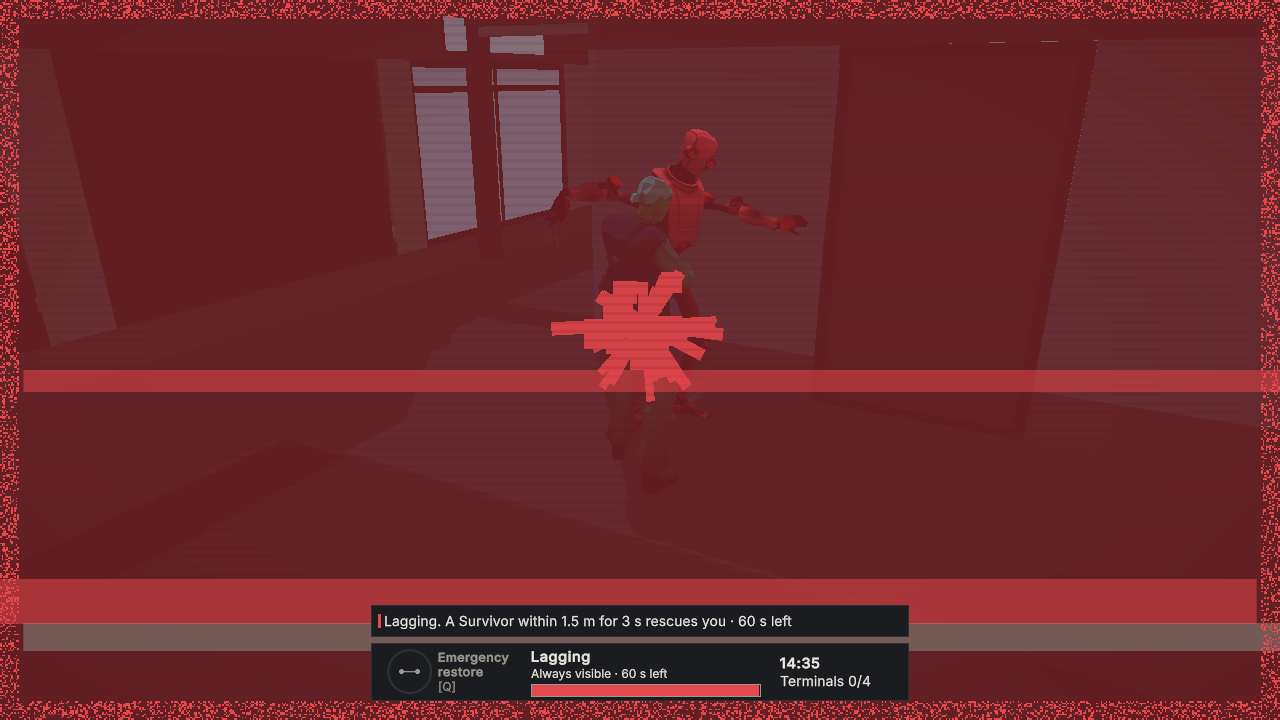 Lagging. A Survivor within 1.5 m for 3 s rescues you · 60 s left
Emergency
restore
[Q]
Lagging
Always visible · 60 s left
14:35
Terminals 0/4